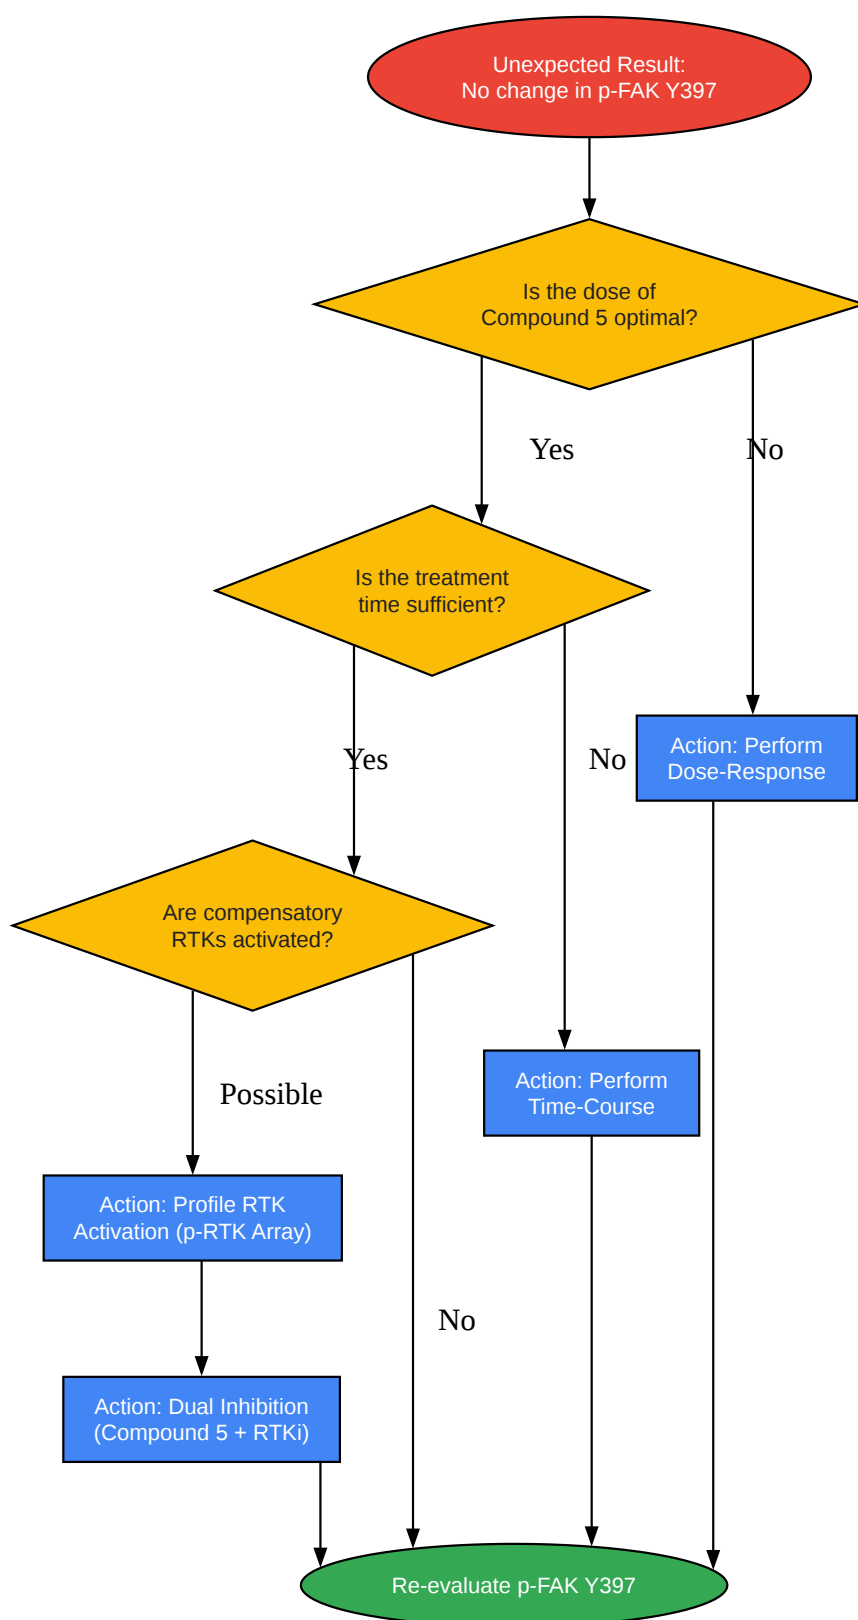 Unexpected Result:
No change in p-FAK Y397
Is the dose of
Compound 5 optimal?
Yes
No
Is the treatment
time sufficient?
Action: Perform
Dose-Response
Yes
No
Are compensatory
RTKs activated?
Action: Perform
Time-Course
Possible
Action: Profile RTK
Activation (p-RTK Array)
No
Action: Dual Inhibition
(Compound 5 + RTKi)
Re-evaluate p-FAK Y397